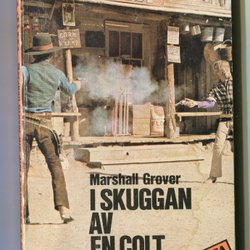 Marshall Grover
I SKUGGAN
AV
EN COLT